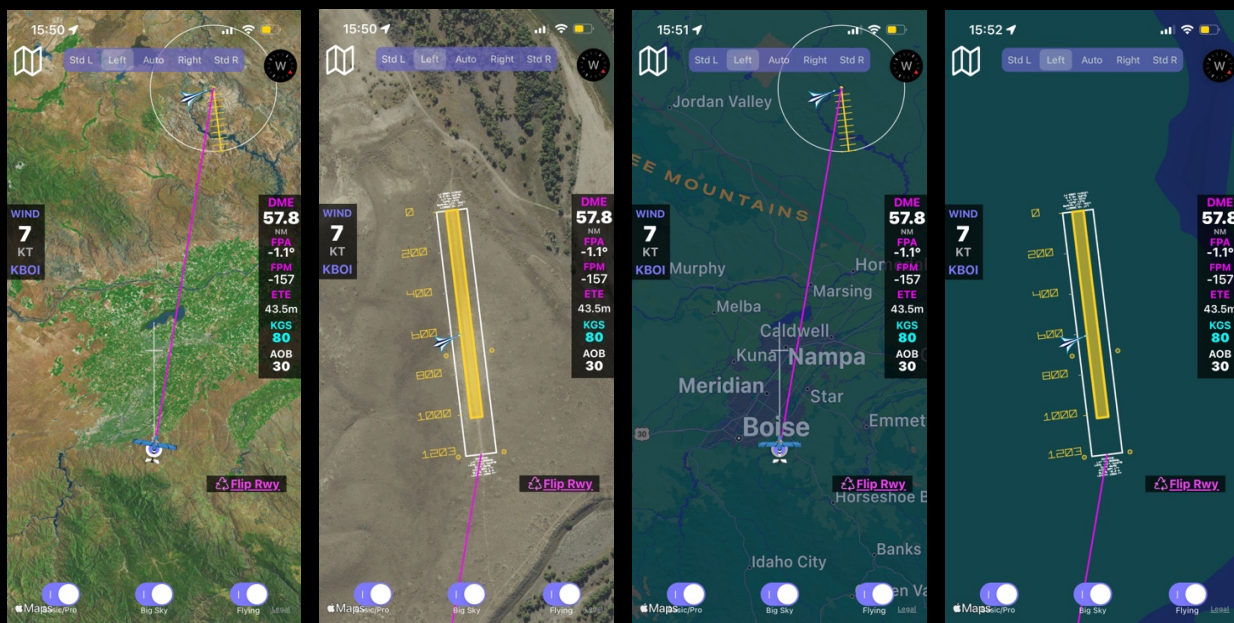 15:50
Std L Left Auto Right Std R
W
WIND
7
KT
KBOI
DME
57.8
NM
FPA
-1.1°
FPM
-157
ETE
43.5m
KGS
80
AOB
30
Flip Rwy
Maps
Big Sky
Flying
Legal
15:50
Std L Left Auto Right Std R
W
0
200
400
600
800
1000
1203
WIND
7
KT
KBOI
DME
57.8
NM
FPA
-1.1°
FPM
-157
ETE
43.5m
KGS
80
AOB
30
Flip Rwy
Maps
Big Sky
Flying
15:51
Std L Left Auto Right Std R
W
Jordan Valley
EE MOUNTAINS
WIND
7
KT
KBOI
Murphy
Marsing
Melba
Caldwell
Kuna
Nampa
Meridian
Star
Boise
Emmet
30
Horseshoe B
Idaho City
Banks
DME
57.8
NM
FPA
-1.1°
FPM
-157
ETE
43.5m
KGS
80
AOB
30
Flip Rwy
Maps
Big Sky
Flying
Legal
15:52
Std L Left Auto Right Std R
W
0
200
400
600
800
1000
1203
WIND
7
KT
KBOI
DME
57.8
NM
FPA
-1.1°
FPM
-157
ETE
43.5m
KGS
80
AOB
30
Flip Rwy
Maps
Big Sky
Flying
Legal